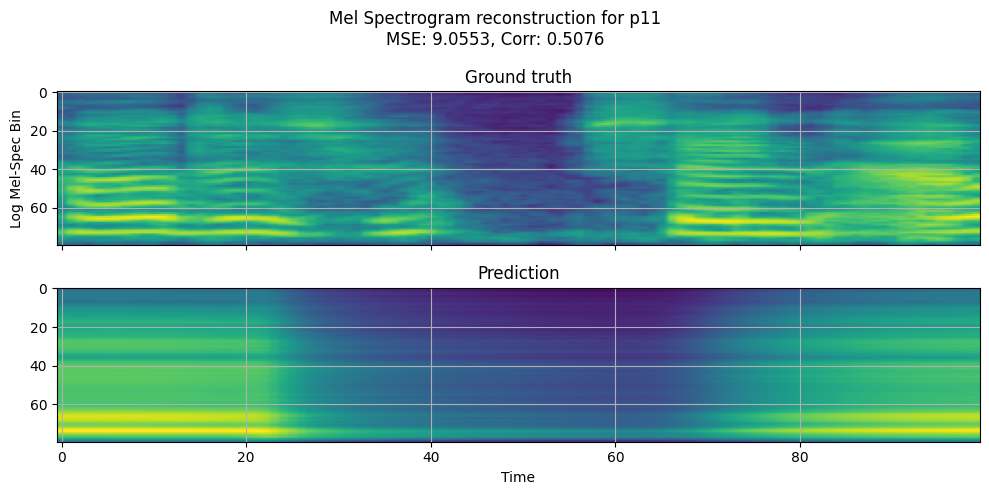 Mel Spectrogram reconstruction for p11
MSE: 9.0553, Corr: 0.5076
Ground truth
Log Mel-Spec Bin
0
20
40
60
Prediction
0
20
40
60
0 20 40 60 80
Time